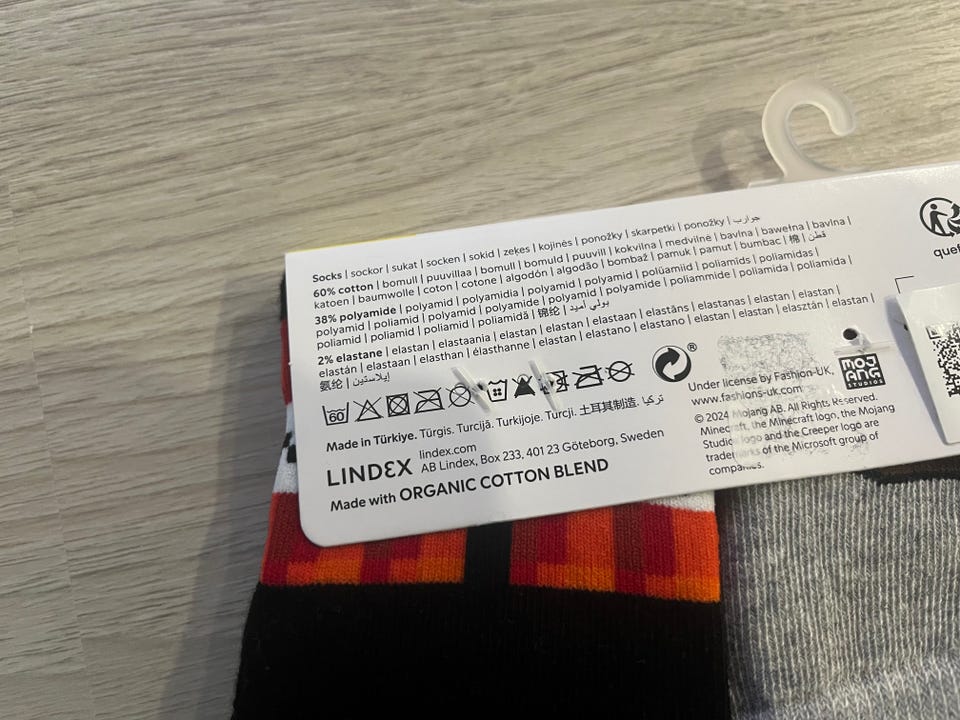 Socks | sockor | sukat | socken | sokid | zeķes | kojinės | ponožky | skarpetki | ponožky | جوارب
60% cotton | bomull | puuvillaa | bomull | bomuld | puuvill | kokvilna | medvilnė | bavlna | bawełna | bavlna |
katoen | baumwolle | coton | cotone | algodón | algodão | bombaž | pamuk | pamut | bumbac | 棉 | قطن
38% polyamide | polyamid | polyamidia | polyamid | polyamid | polüamiid | poliamīds | poliamidas |
polyamid | poliamid | polyamid | polyamide | polyamid | polyamide | poliammide | poliamida | poliamida |
poliamid | poliamid | poliamid | poliamidă | 锦纶 | بولي أميد
2% elastane | elastan | elastaania | elastan | elastan | elastaan | elastāns | elastanas | elastan | elastan |
elastán | elastaan | elasthan | élasthanne | elastan | elastano | elastano | elastan | elastan | elasztán | elastan |
氨纶 | إيلاستين
60
®
Made in Türkiye. Türgis. Turcijā. Turkijoje. Turcji. 土耳其制造. تركيا
LINDEX
lindex.com
AB Lindex, Box 233, 401 23 Göteborg, Sweden
Made with ORGANIC COTTON BLEND
MOJ
ANG
STUDIOS
Under license by Fashion-UK,
www.fashions-uk.com
© 2024 Mojang AB. All Rights Reserved.
Minecraft, the Minecraft logo, the Mojang
Studios logo and the Creeper logo are
trademarks of the Microsoft group of
companies.